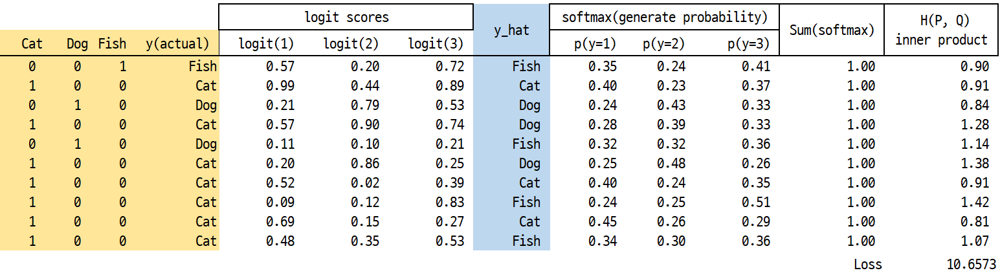 logit scores softmax(generate probability) H(P, Q)
y_hat Sum(softmax)
Cat Dog Fish y(actual) logit(1) logit(2) logit(3) p(y=1) p(y=2) p(y=3) inner product
0 0 1 Fish 0.57 0.20 0.72 Fish 0.35 0.24 0.41 1.00 0.90
1 0 0 Cat 0.99 0.44 0.89 Cat 0.40 0.23 0.37 1.00 0.91
0 1 0 Dog 0.21 0.79 0.53 Dog 0.24 0.43 0.33 1.00 0.84
1 0 0 Cat 0.57 0.90 0.74 Dog 0.28 0.39 0.33 1.00 1.28
0 1 0 Dog 0.11 0.10 0.21 Fish 0.32 0.32 0.36 1.00 1.14
1 0 0 Cat 0.20 0.86 0.25 Dog 0.25 0.48 0.26 1.00 1.38
1 0 0 Cat 0.52 0.02 0.39 Cat 0.40 0.24 0.35 1.00 0.91
1 0 0 Cat 0.09 0.12 0.83 Fish 0.24 0.25 0.51 1.00 1.42
1 0 0 Cat 0.69 0.15 0.27 Cat 0.45 0.26 0.29 1.00 0.81
1 0 0 Cat 0.48 0.35 0.53 Fish 0.34 0.30 0.36 1.00 1.07
Loss 10.6573